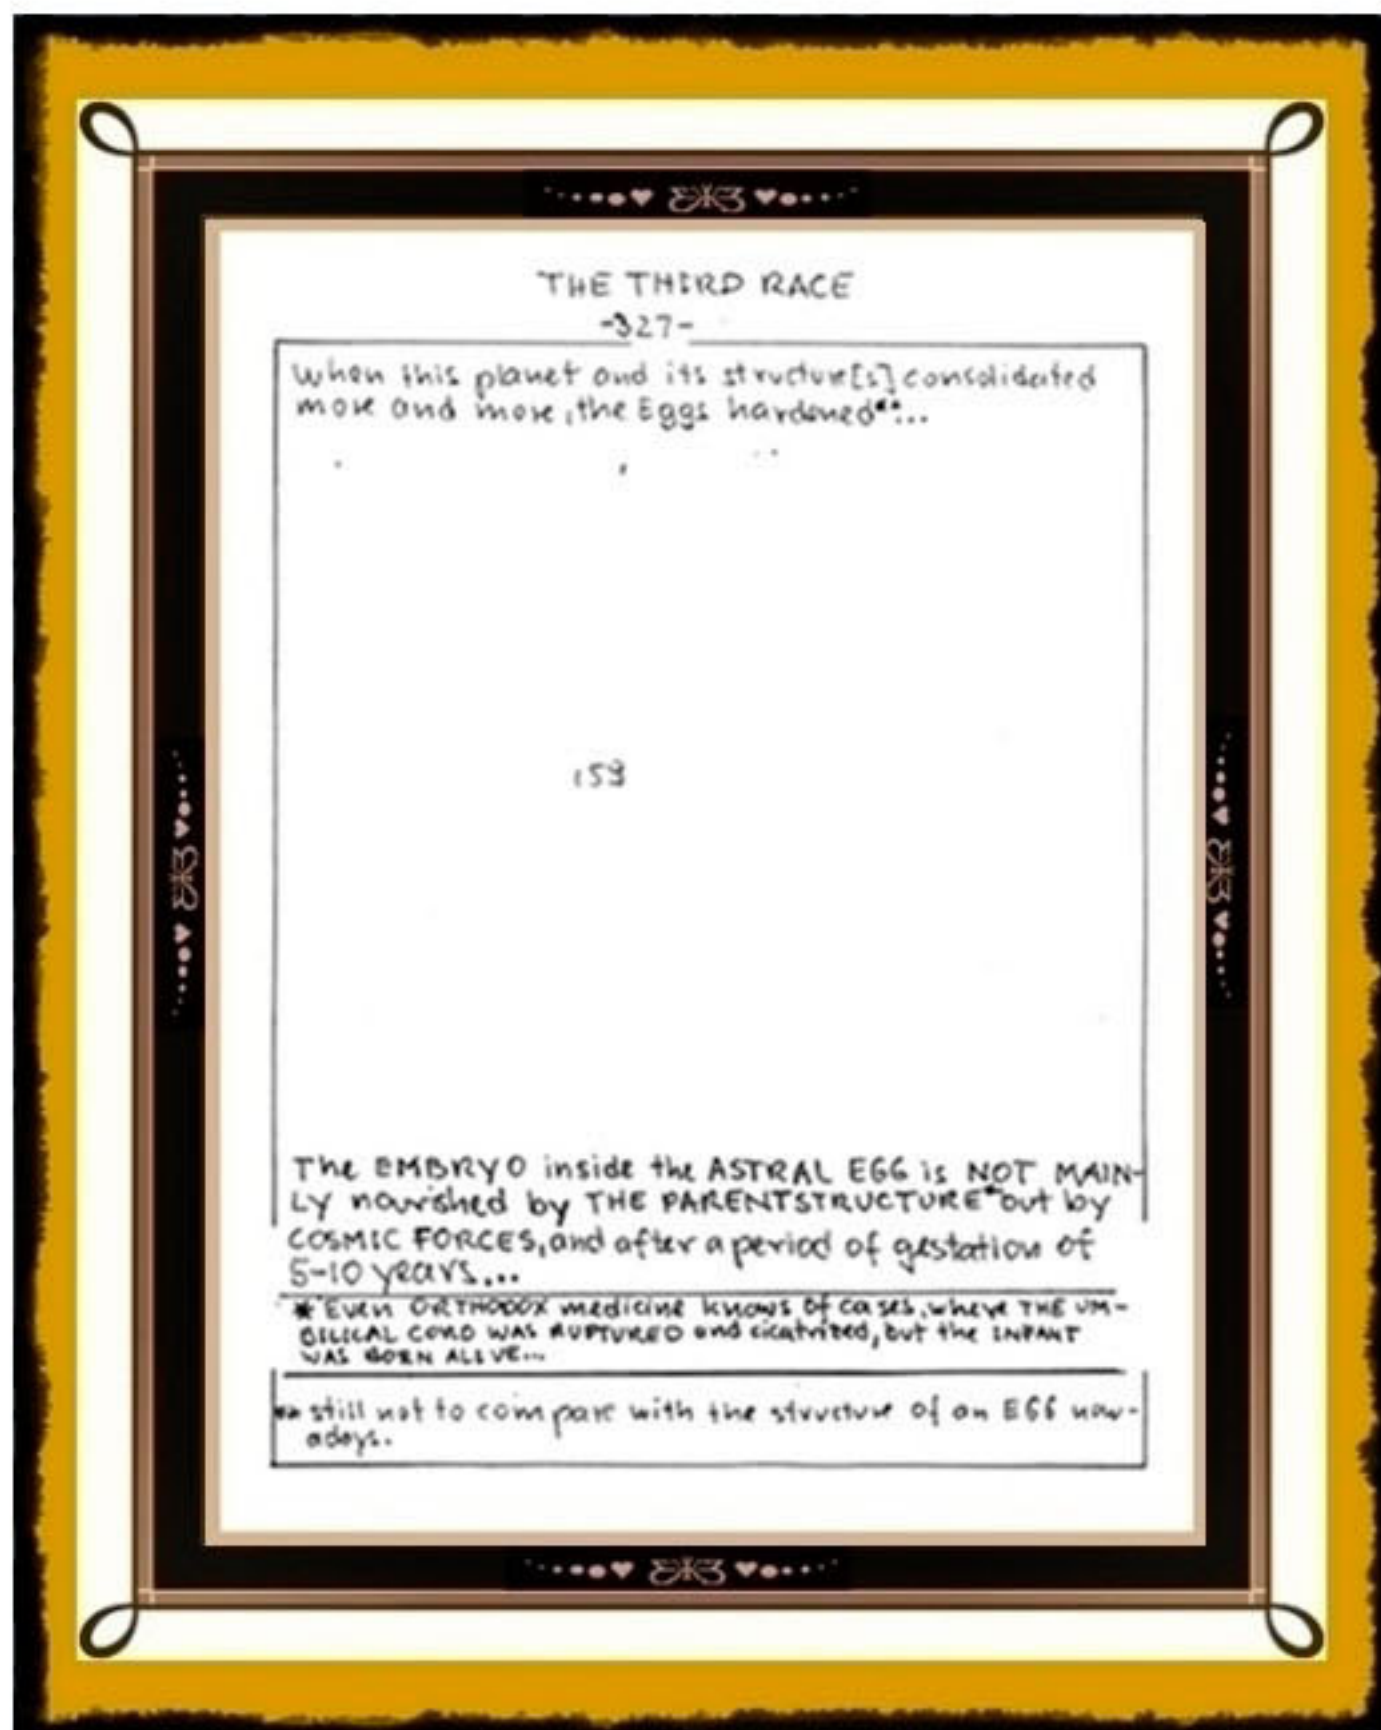 THE THIRD RACE
-327-
When this planet and its structure[s] consolidated
more and more, the Eggs hardened**...
159
The EMBRYO inside the ASTRAL EGG is NOT MAIN-
LY nourished by THE PARENTSTRUCTURE* but by
COSMIC FORCES, and after a period of gestation of
5-10 years...
* Even ORTHODOX medicine knows of cases, where THE UM-
BILICAL CORD WAS RUPTURED and cicatrized, but the INFANT
WAS BORN ALIVE...
** still not to compare with the structure of an EGG now-
adays.